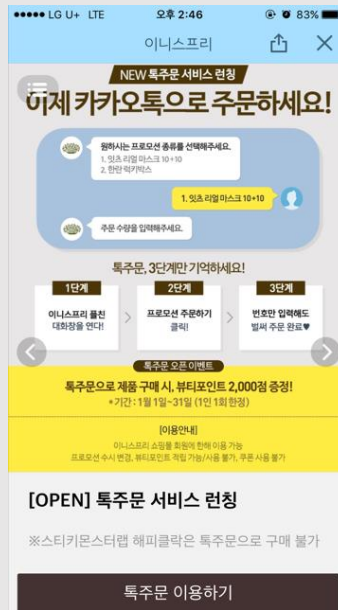 LG U+ LTE 오후 2:46 83%
이니스프리
NEW 톡주문 서비스 런칭
이제 카카오톡으로 주문하세요!
원하시는 프로모션 종류를 선택해주세요.
1. 잇츠 리얼 마스크 10+10
2. 한란 럭키박스
1. 잇츠 리얼 마스크 10+10
주문 수량을 입력해주세요.
톡주문, 3단계만 기억하세요!
1단계
이니스프리 플친
대화창을 연다!
2단계
프로모션 주문하기
클릭!
3단계
번호만 입력해도
벌써 주문 완료♥
톡주문 오픈 이벤트
톡주문으로 제품 구매 시, 뷰티포인트 2,000점 증정!
*기간 : 1월 1일~31일 (1인 1회 한정)
[이용안내]
이니스프리 쇼핑몰 회원에 한해 이용 가능
프로모션 수시 변경, 뷰티포인트 적립 가능/사용 불가, 쿠폰 사용 불가
[OPEN] 톡주문 서비스 런칭
※스티키몬스터랩 해피클락은 톡주문으로 구매 불가
톡주문 이용하기